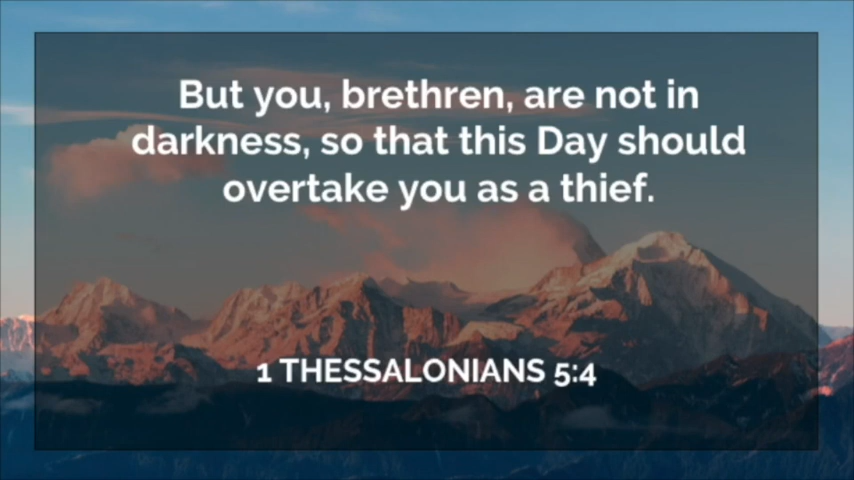 But you, brethren, are not in
darkness, so that this Day should
overtake you as a thief.
1 THESSALONIANS 5:4